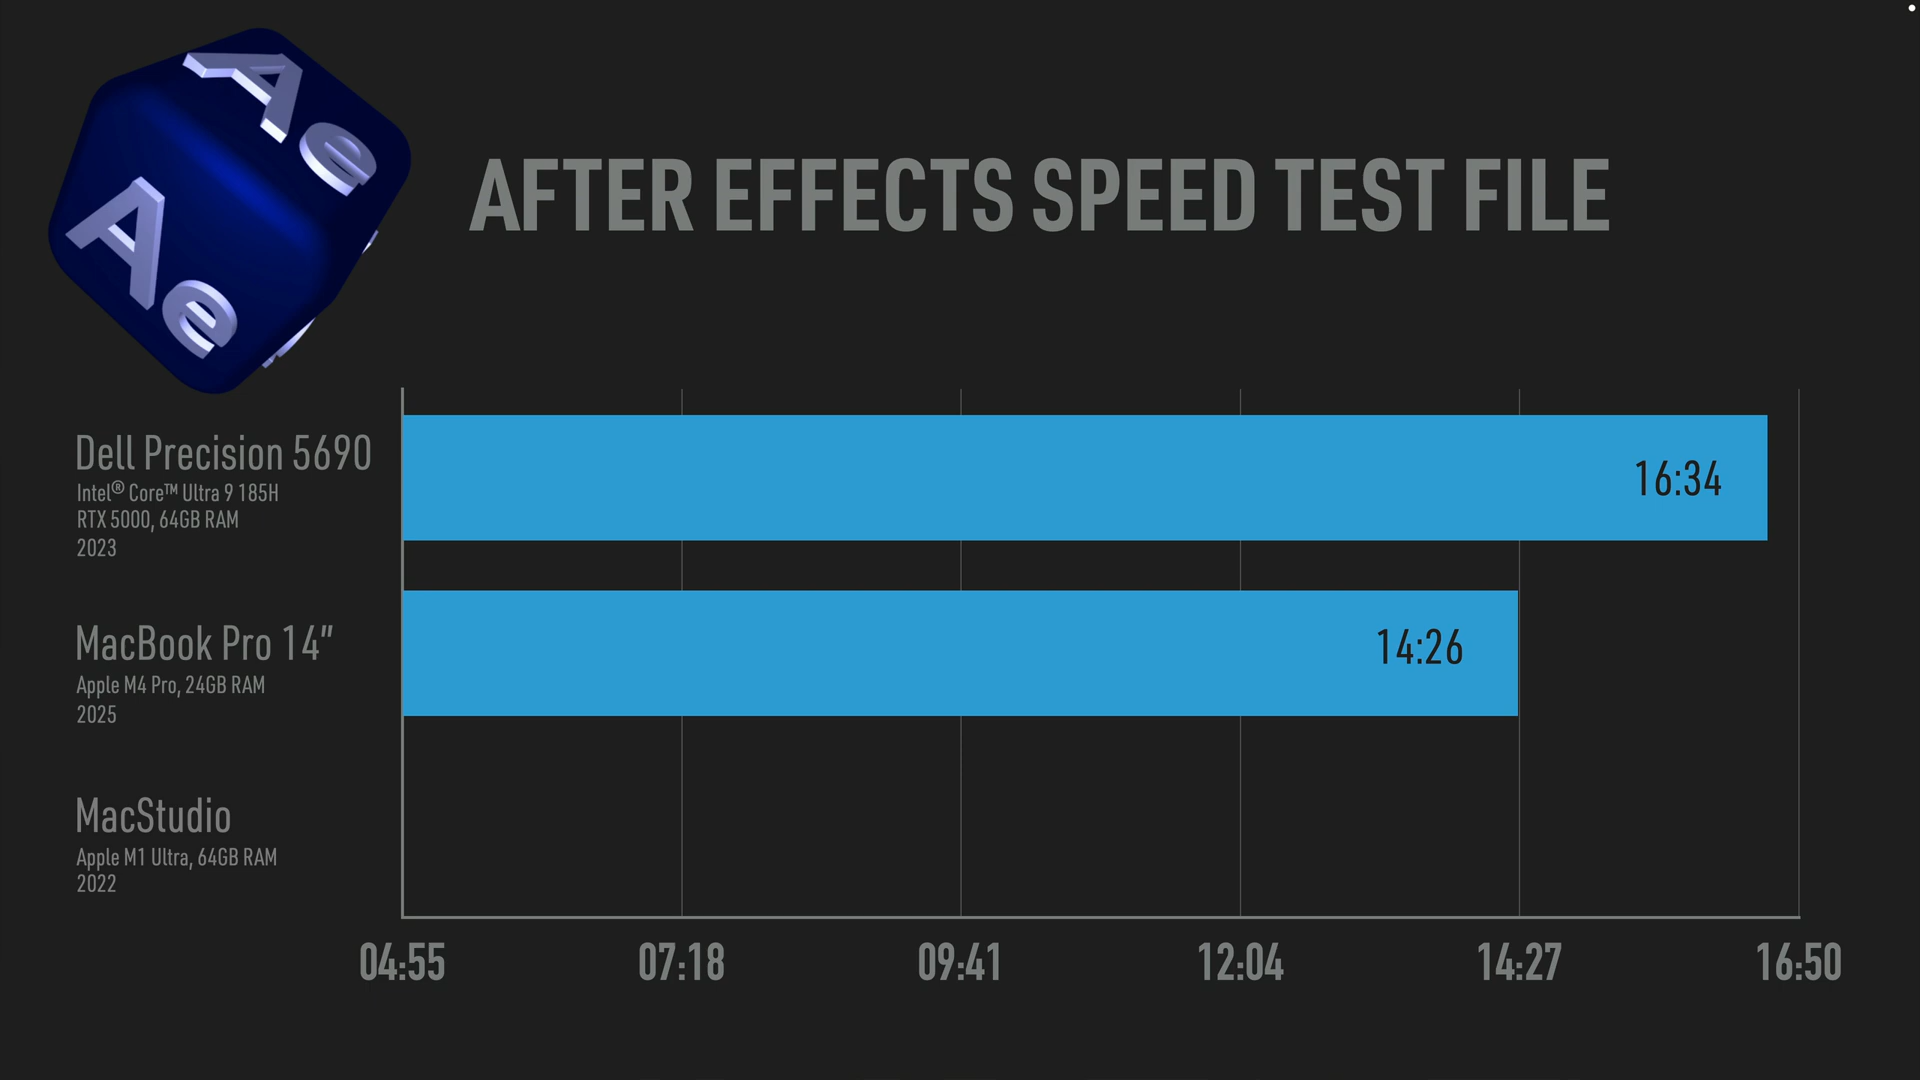 Ae
Ae
AFTER EFFECTS SPEED TEST FILE
Dell Precision 5690
Intel® Core™ Ultra 9 185H
RTX 5000, 64GB RAM
2023
16:34
MacBook Pro 14”
Apple M4 Pro, 24GB RAM
2025
14:26
MacStudio
Apple M1 Ultra, 64GB RAM
2022
04:55 07:18 09:41 12:04 14:27 16:50